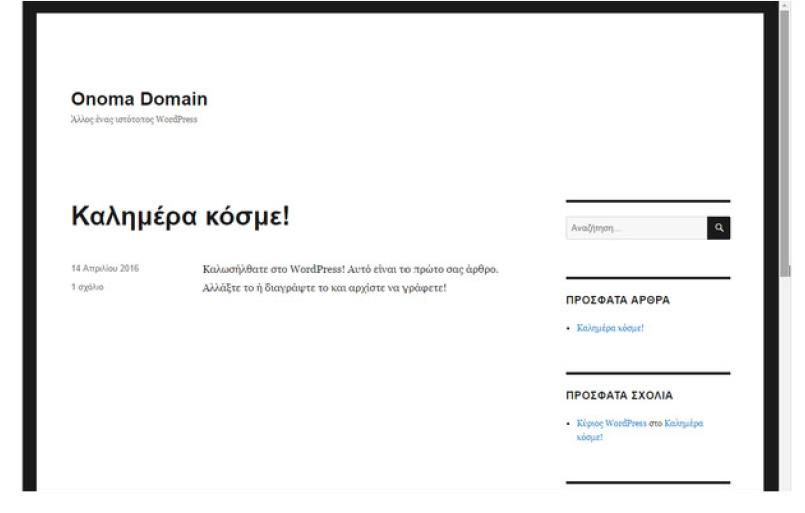 Onoma Domain
Άλλος ένας ιστότοπος WordPress
Καλημέρα κόσμε!
14 Απριλίου 2016
1 σχόλιο
Καλωσήλθατε στο WordPress! Αυτό είναι το πρώτο σας άρθρο.
Αλλάξτε το ή διαγράψτε το και αρχίστε να γράφετε!
Αναζήτηση...
ΠΡΟΣΦΑΤΑ ΑΡΘΡΑ
• Καλημέρα κόσμε!
ΠΡΟΣΦΑΤΑ ΣΧΟΛΙΑ
• Κύριος WordPress στο Καλημέρα
κόσμε!